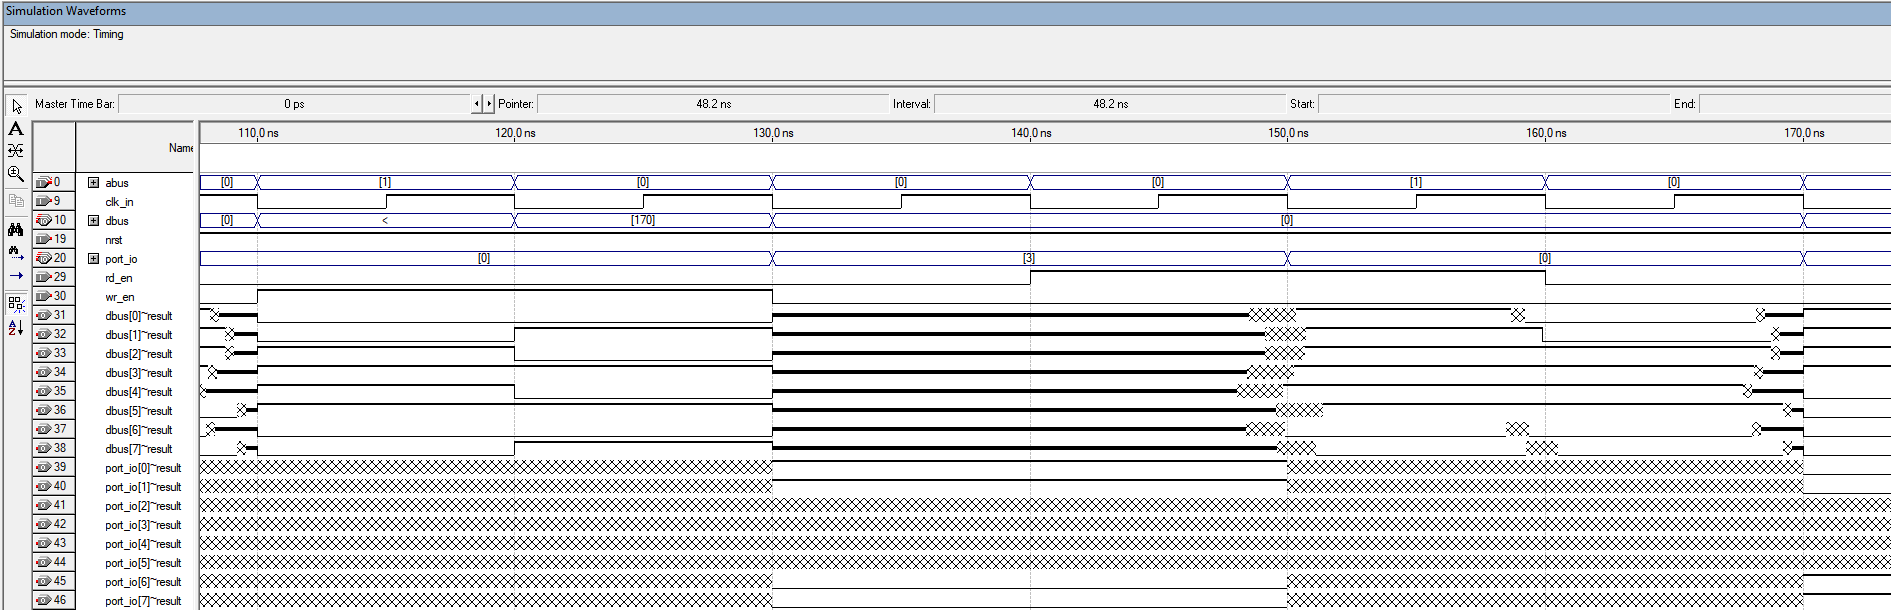 Simulation Waveforms
Simulation mode: Timing
Master Time Bar: 0 ps Pointer: 48.2 ns Interval: 48.2 ns Start: End:
Name 110.0 ns 120.0 ns 130.0 ns 140.0 ns 150.0 ns 160.0 ns 170.0 ns
0 abus [0] [1] [0] [0] [0] [1] [0]
9 clk_in
10 dbus [0] < [170] [0]
19 nrst
20 port_io [0] [3] [0]
29 rd_en
30 wr_en
31 dbus[0]~result
32 dbus[1]~result
33 dbus[2]~result
34 dbus[3]~result
35 dbus[4]~result
36 dbus[5]~result
37 dbus[6]~result
38 dbus[7]~result
39 port_io[0]~result
40 port_io[1]~result
41 port_io[2]~result
42 port_io[3]~result
43 port_io[4]~result
44 port_io[5]~result
45 port_io[6]~result
46 port_io[7]~result